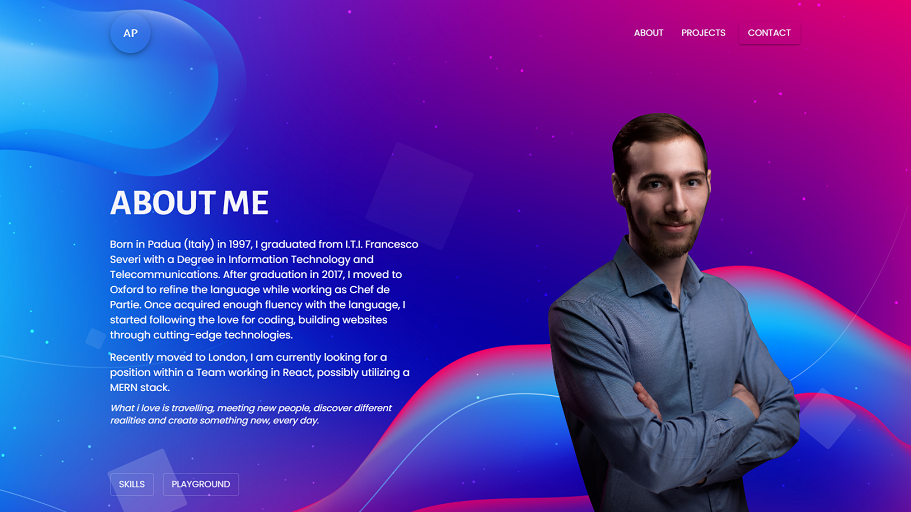 AP
ABOUT PROJECTS CONTACT
ABOUT ME
Born in Padua (Italy) in 1997, I graduated from I.T.I. Francesco
Severi with a Degree in Information Technology and
Telecommunications. After graduation in 2017, I moved to
Oxford to refine the language while working as Chef de
Partie. Once acquired enough fluency with the language, I
started following the love for coding, building websites
through cutting-edge technologies.
Recently moved to London, I am currently looking for a
position within a Team working in React, possibly utilizing a
MERN stack.
What i love is travelling, meeting new people, discover different
realities and create something new, every day.
SKILLS PLAYGROUND